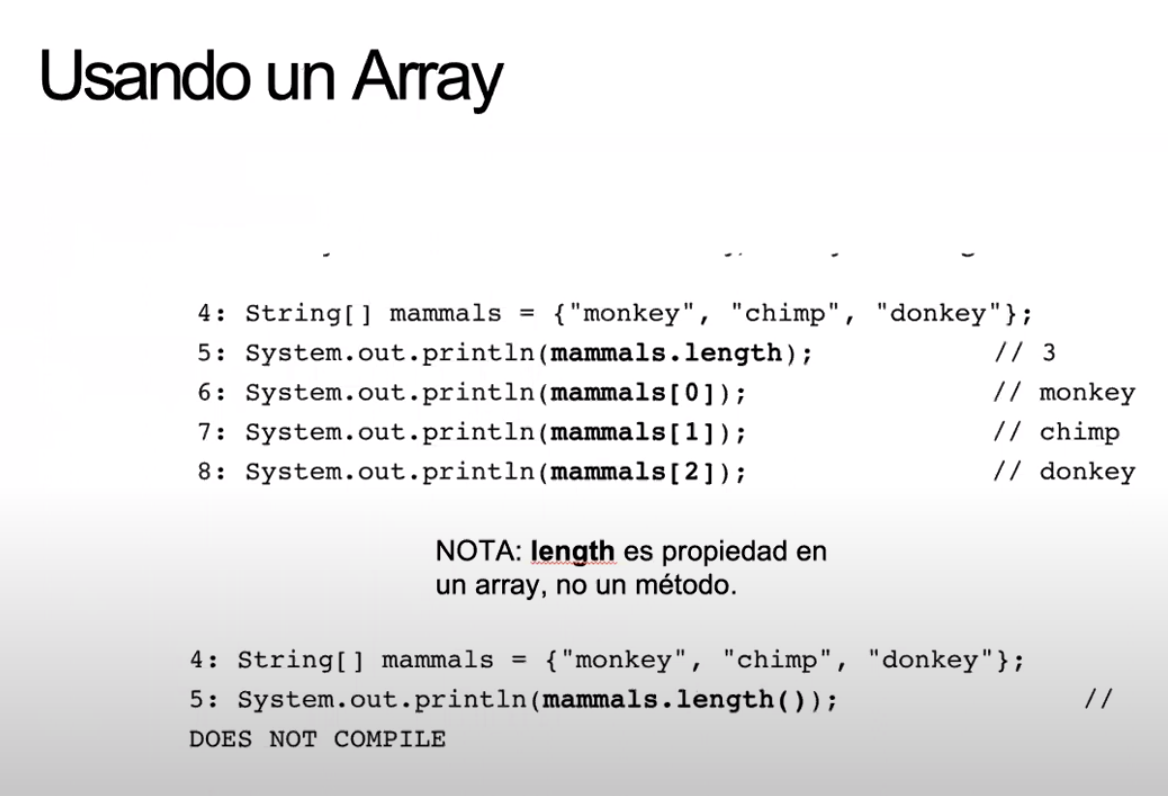 Usando un Array
4: String[] mammals = {"monkey", "chimp", "donkey"};
5: System.out.println(mammals.length); // 3
6: System.out.println(mammals[0]); // monkey
7: System.out.println(mammals[1]); // chimp
8: System.out.println(mammals[2]); // donkey
NOTA: length es propiedad en
un array, no un método.
4: String[] mammals = {"monkey", "chimp", "donkey"};
5: System.out.println(mammals.length()); //
DOES NOT COMPILE